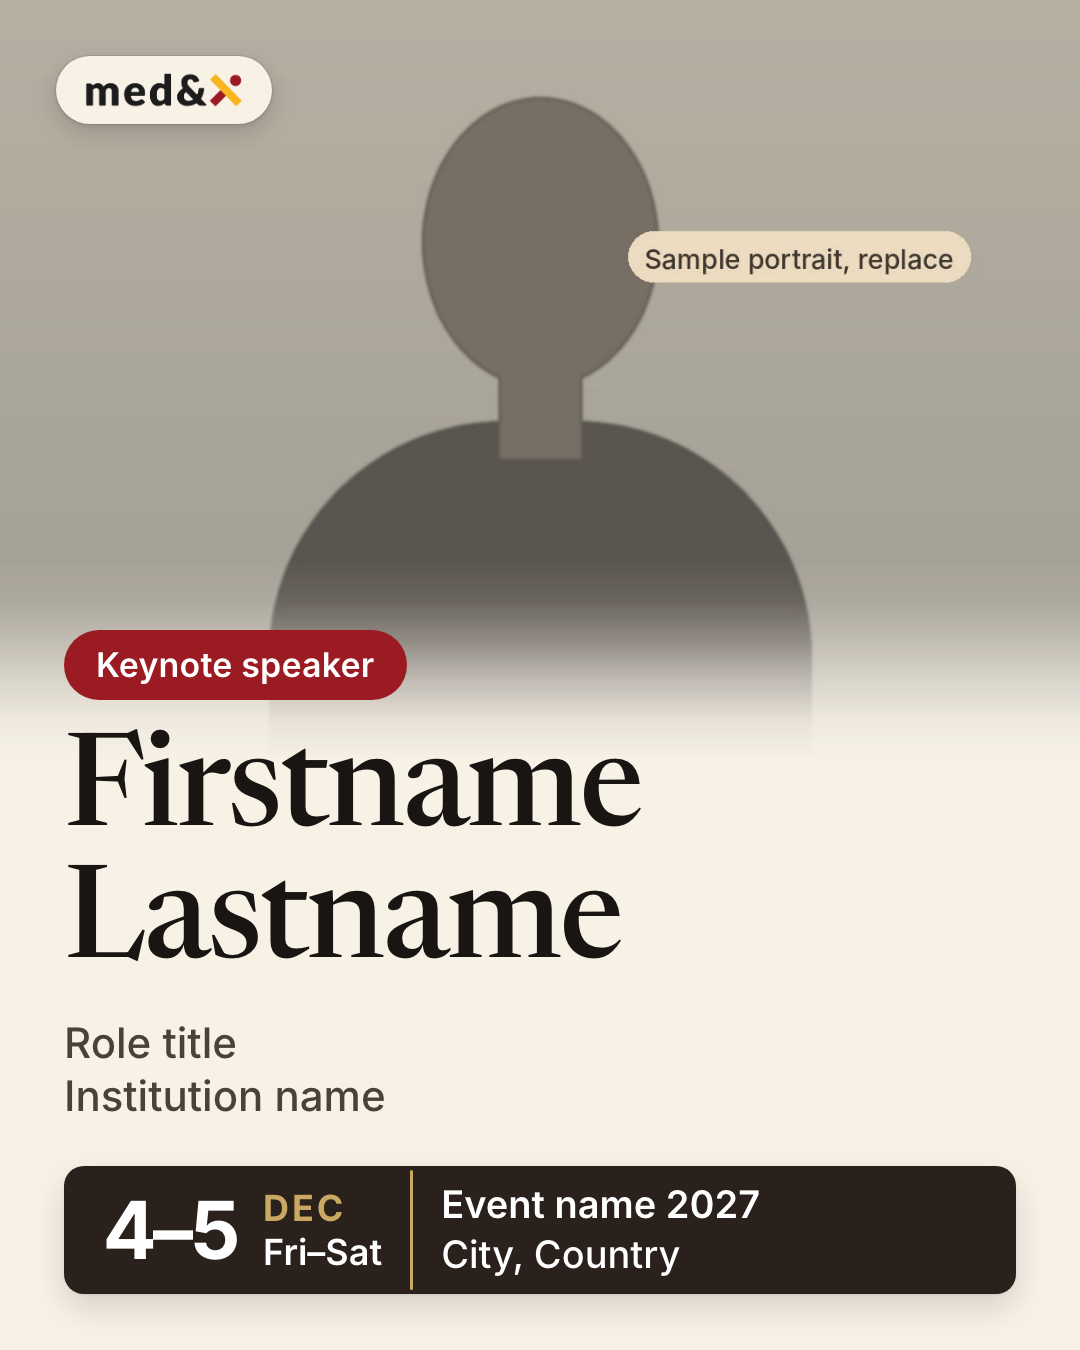 med&x
Sample portrait, replace
Keynote speaker
Firstname
Lastname
Role title
Institution name
4–5
DEC
Fri–Sat
Event name 2027
City, Country